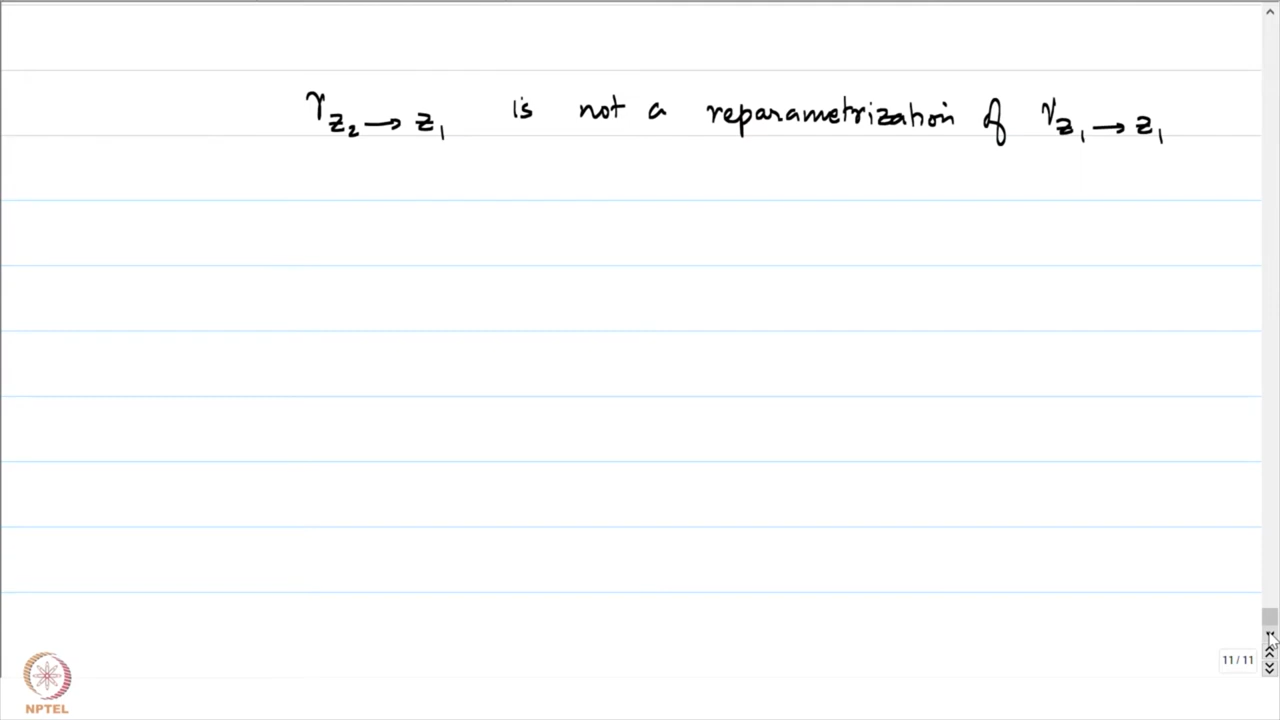 γ_{z₂ → z₁} is not a reparametrization of γ_{z₁ → z₁}
11 / 11
NPTEL